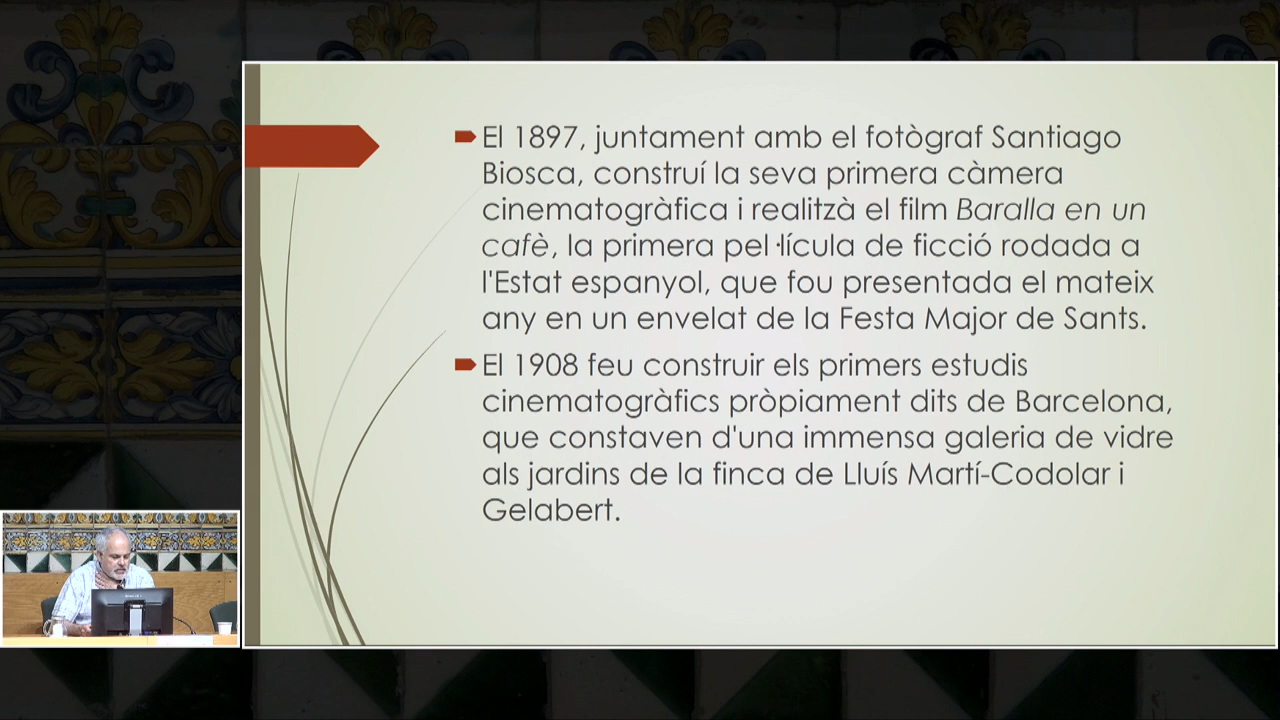 El 1897, juntament amb el fotògraf Santiago
Biosca, construí la seva primera càmera
cinematogràfica i realitzà el film Baralla en un
cafè, la primera pel·lícula de ficció rodada a
l'Estat espanyol, que fou presentada el mateix
any en un envelat de la Festa Major de Sants.
El 1908 feu construir els primers estudis
cinematogràfics pròpiament dits de Barcelona,
que constaven d'una immensa galeria de vidre
als jardins de la finca de Lluís Martí-Codolar i
Gelabert.